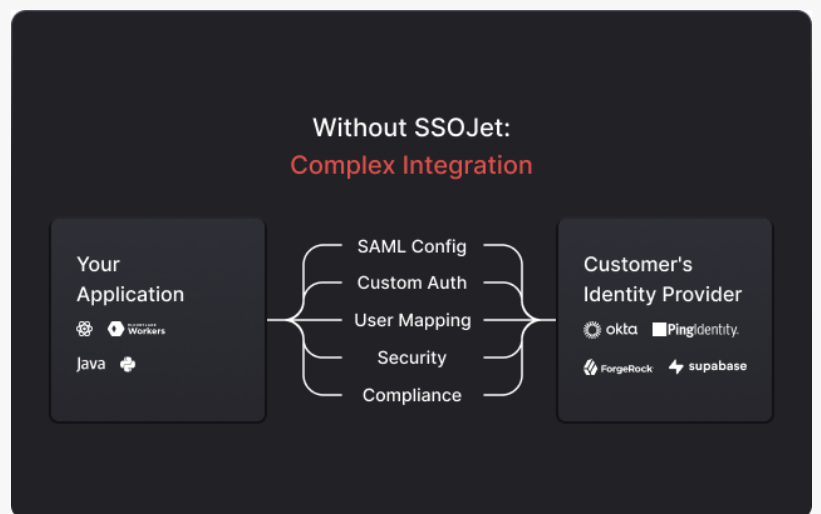 Without SSOJet:
Complex Integration
Your
Application
CLOUDFLARE
Workers
Java
SAML Config
Custom Auth
User Mapping
Security
Compliance
Customer's
Identity Provider
okta
PingIdentity.
ForgeRock
supabase